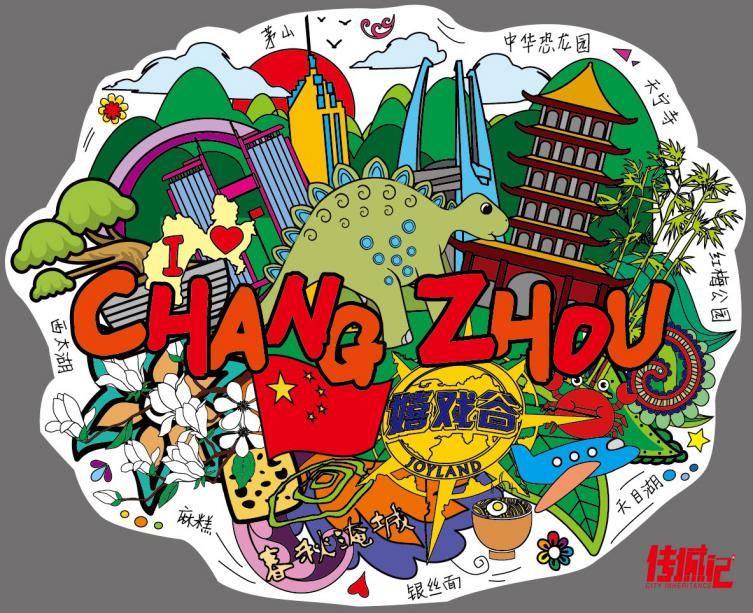 茅山
中华恐龙园
天宁寺
I
CHANGZHOU
红梅公园
西太湖
嬉戏谷
JOYLAND
天目湖
麻糕
春秋淹城
银丝面
传城记
CITY INHERITANCE